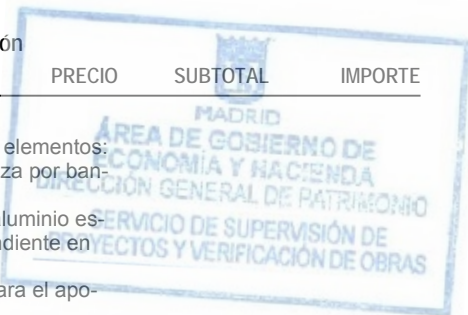 ón
PRECIO SUBTOTAL IMPORTE
MADRID
elementos:
ÁREA DE GOBIERNO DE
za por ban-
ECONOMÍA Y HACIENDA
DIRECCIÓN GENERAL DE PATRIMONIO
aluminio es-
SERVICIO DE SUPERVISIÓN DE
ndiente en
PROYECTOS Y VERIFICACIÓN DE OBRAS
ara el apo-